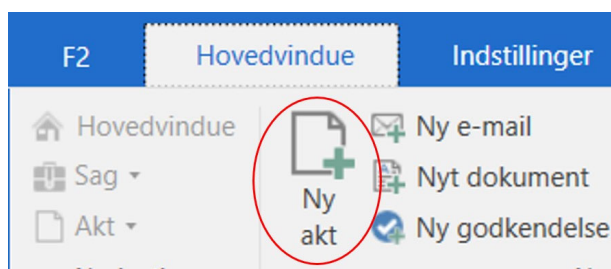 F2 Hovedvindue Indstillinger
Hovedvindue
Sag
Akt
Ny
akt
Ny e-mail
Nyt dokument
Ny godkendelse